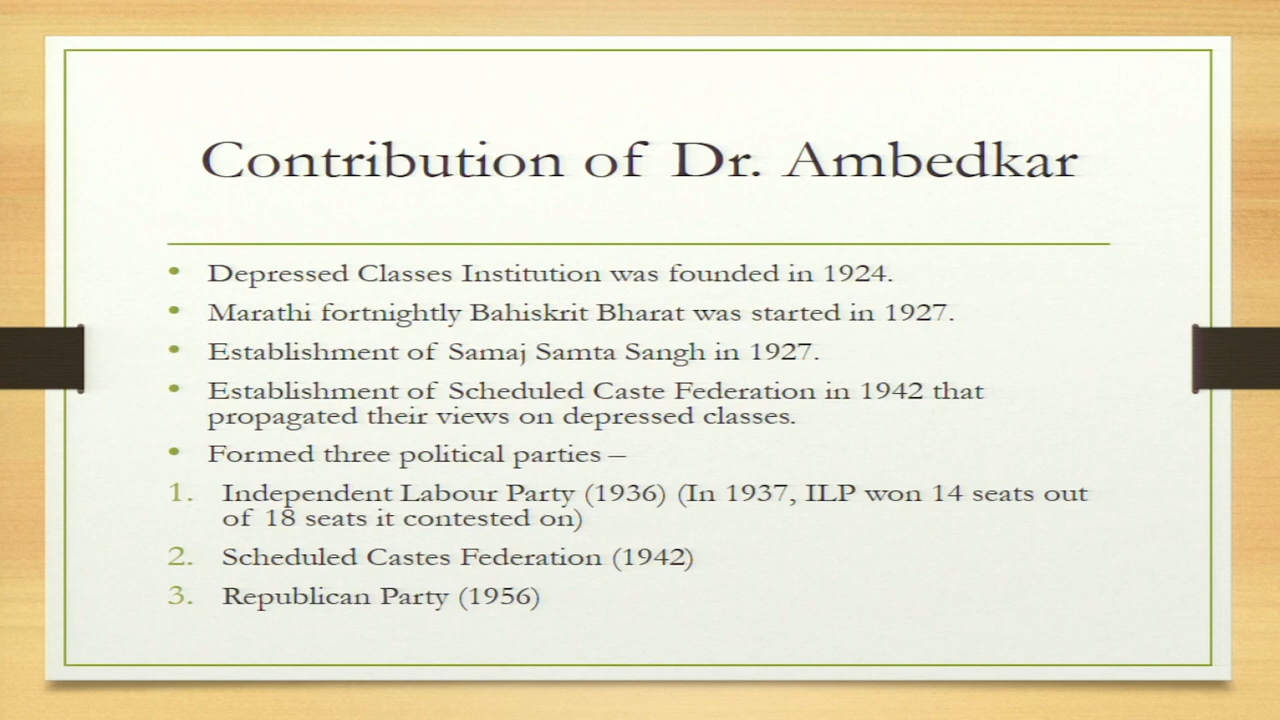 Contribution of Dr. Ambedkar
• Depressed Classes Institution was founded in 1924.
• Marathi fortnightly Bahiskrit Bharat was started in 1927.
• Establishment of Samaj Samta Sangh in 1927.
• Establishment of Scheduled Caste Federation in 1942 that
propagated their views on depressed classes.
• Formed three political parties –
1. Independent Labour Party (1936) (In 1937, ILP won 14 seats out
of 18 seats it contested on)
2. Scheduled Castes Federation (1942)
3. Republican Party (1956)